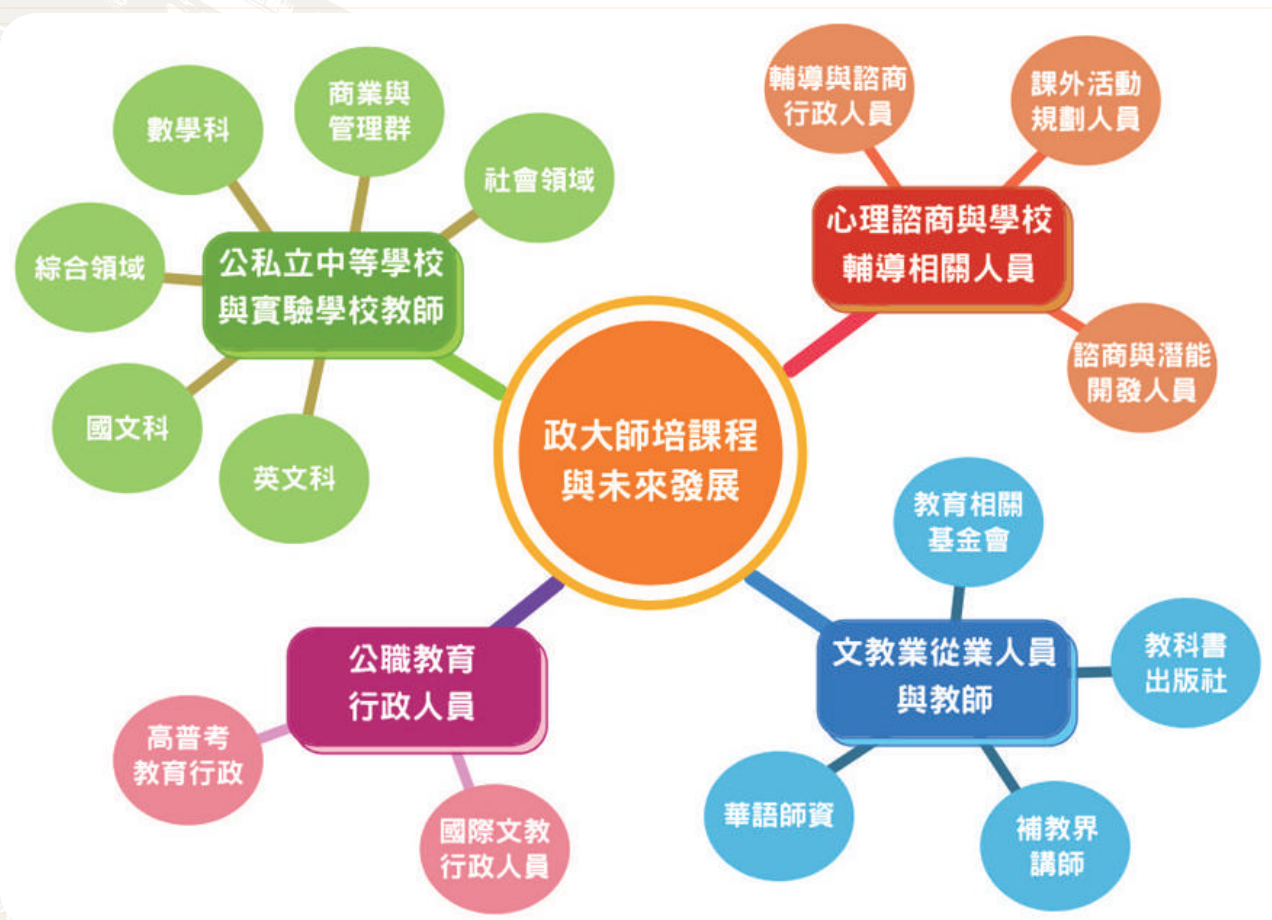 數學科
商業與
管理群
社會領域
綜合領域
公私立中等學校
與實驗學校教師
國文科
英文科
輔導與諮商
行政人員
課外活動
規劃人員
心理諮商與學校
輔導相關人員
諮商與潛能
開發人員
政大師培課程
與未來發展
公職教育
行政人員
高普考
教育行政
國際文教
行政人員
教育相關
基金會
文教業從業人員
與教師
教科書
出版社
華語師資
補教界
講師